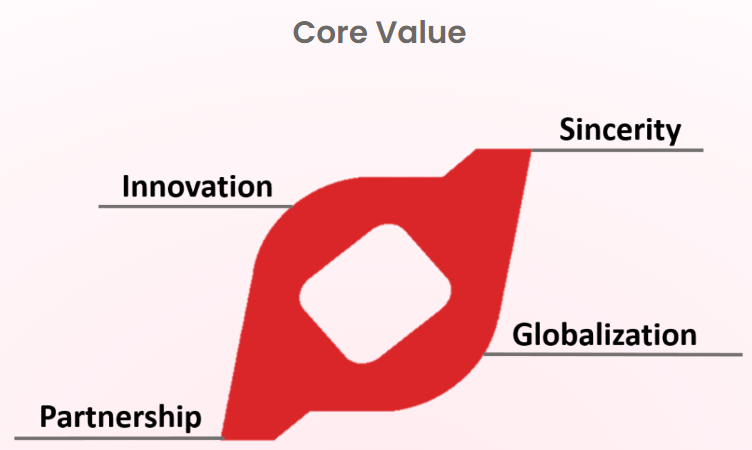 Core Value
Sincerity
Innovation
Globalization
Partnership